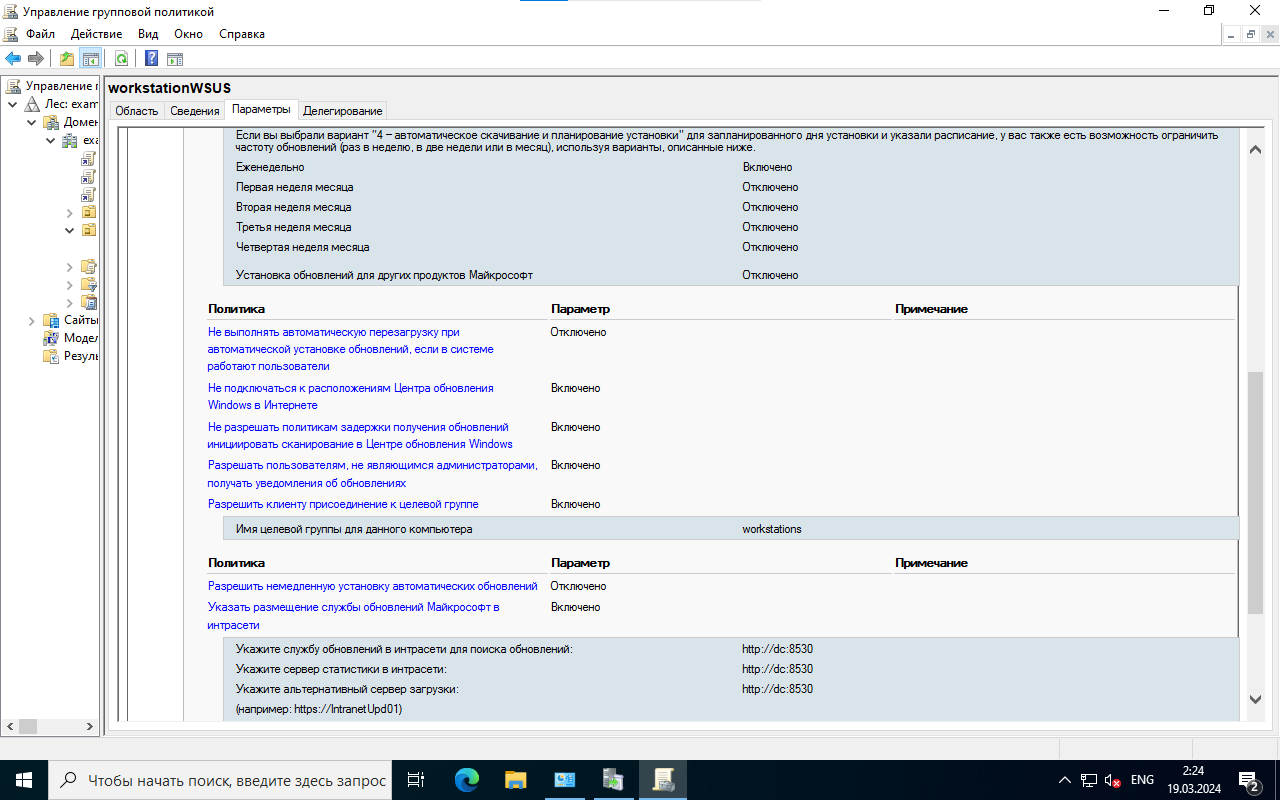 Управление групповой политикой
Файл Действие Вид Окно Справка
Управление г
Лес: exam
Домен
exa
Сайты
Модел
Резуль
workstationWSUS
Область Сведения Параметры Делегирование
Если вы выбрали вариант "4 – автоматическое скачивание и планирование установки" для запланированного дня установки и указали расписание, у вас также есть возможность ограничить
частоту обновлений (раз в неделю, в две недели или в месяц), используя варианты, описанные ниже.
Еженедельно Включено
Первая неделя месяца Отключено
Вторая неделя месяца Отключено
Третья неделя месяца Отключено
Четвертая неделя месяца Отключено
Установка обновлений для других продуктов Майкрософт Отключено
Политика Параметр Примечание
Не выполнять автоматическую перезагрузку при Отключено
автоматической установке обновлений, если в системе
работают пользователи
Не подключаться к расположениям Центра обновления Включено
Windows в Интернете
Не разрешать политикам задержки получения обновлений Включено
инициировать сканирование в Центре обновления Windows
Разрешать пользователям, не являющимся администраторами, Включено
получать уведомления об обновлениях
Разрешить клиенту присоединение к целевой группе Включено
Имя целевой группы для данного компьютера workstations
Политика Параметр Примечание
Разрешить немедленную установку автоматических обновлений Отключено
Указать размещение службы обновлений Майкрософт в Включено
интрасети
Укажите службу обновлений в интрасети для поиска обновлений: http://dc:8530
Укажите сервер статистики в интрасети: http://dc:8530
Укажите альтернативный сервер загрузки: http://dc:8530
(например: https://IntranetUpd01)
Чтобы начать поиск, введите здесь запрос
ENG
2:24
19.03.2024
2